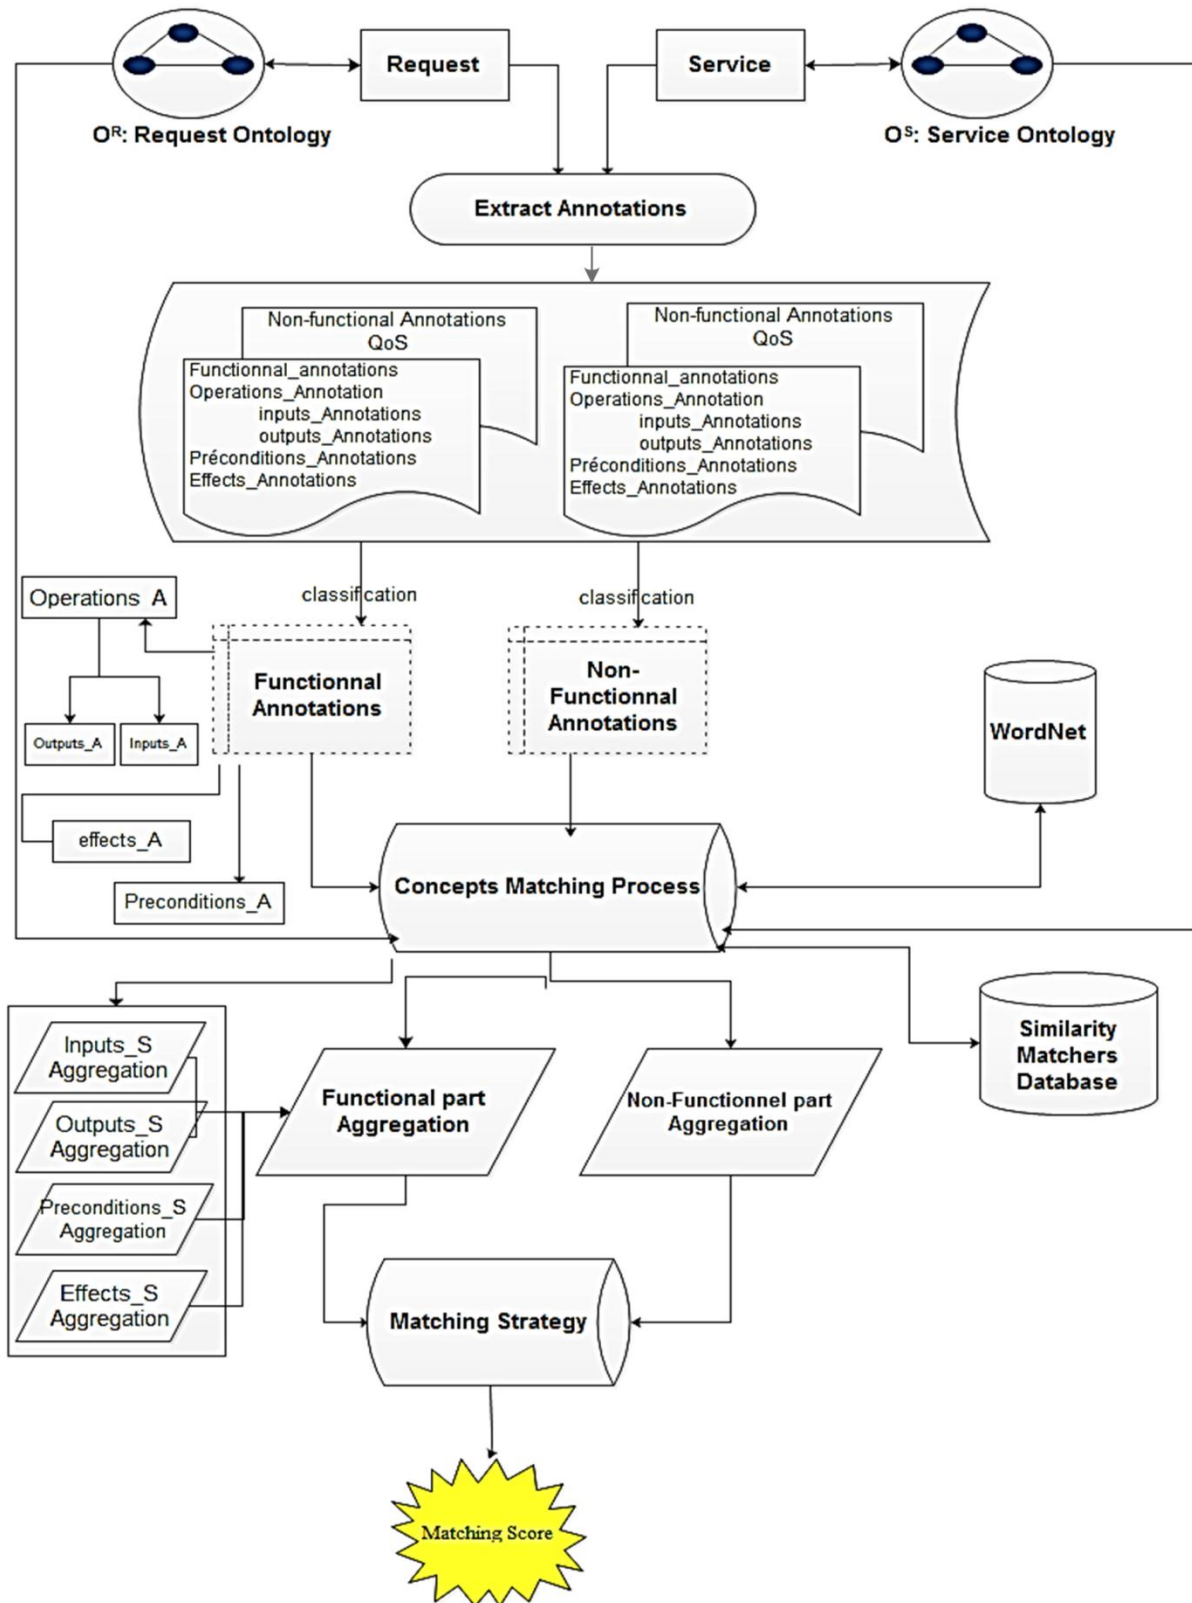 Request
Service
Oᴿ: Request Ontology
Oˢ: Service Ontology
Extract Annotations
Non-functional Annotations
QoS
Functionnal_annotations
Operations_Annotation
inputs_Annotations
outputs_Annotations
Préconditions_Annotations
Effects_Annotations
Non-functional Annotations
QoS
Functionnal_annotations
Operations_Annotation
inputs_Annotations
outputs_Annotations
Préconditions_Annotations
Effects_Annotations
classification
classification
Operations_A
Functionnal
Annotations
Non-
Functionnal
Annotations
Outputs_A
Inputs_A
WordNet
effects_A
Preconditions_A
Concepts Matching Process
Inputs_S
Aggregation
Outputs_S
Aggregation
Preconditions_S
Aggregation
Effects_S
Aggregation
Functional part
Aggregation
Non-Functionnel part
Aggregation
Similarity
Matchers
Database
Matching Strategy
Matching Score